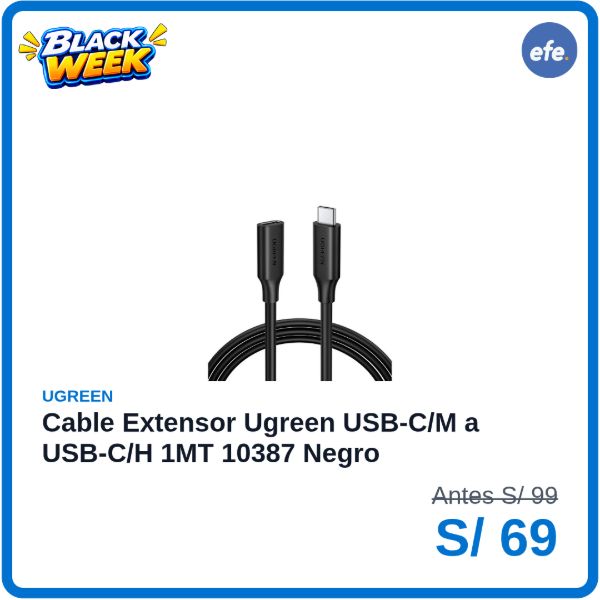 BLACK
WEEK
efe.
UGREEN
Cable Extensor Ugreen USB-C/M a
USB-C/H 1MT 10387 Negro
Antes S/ 99
S/ 69